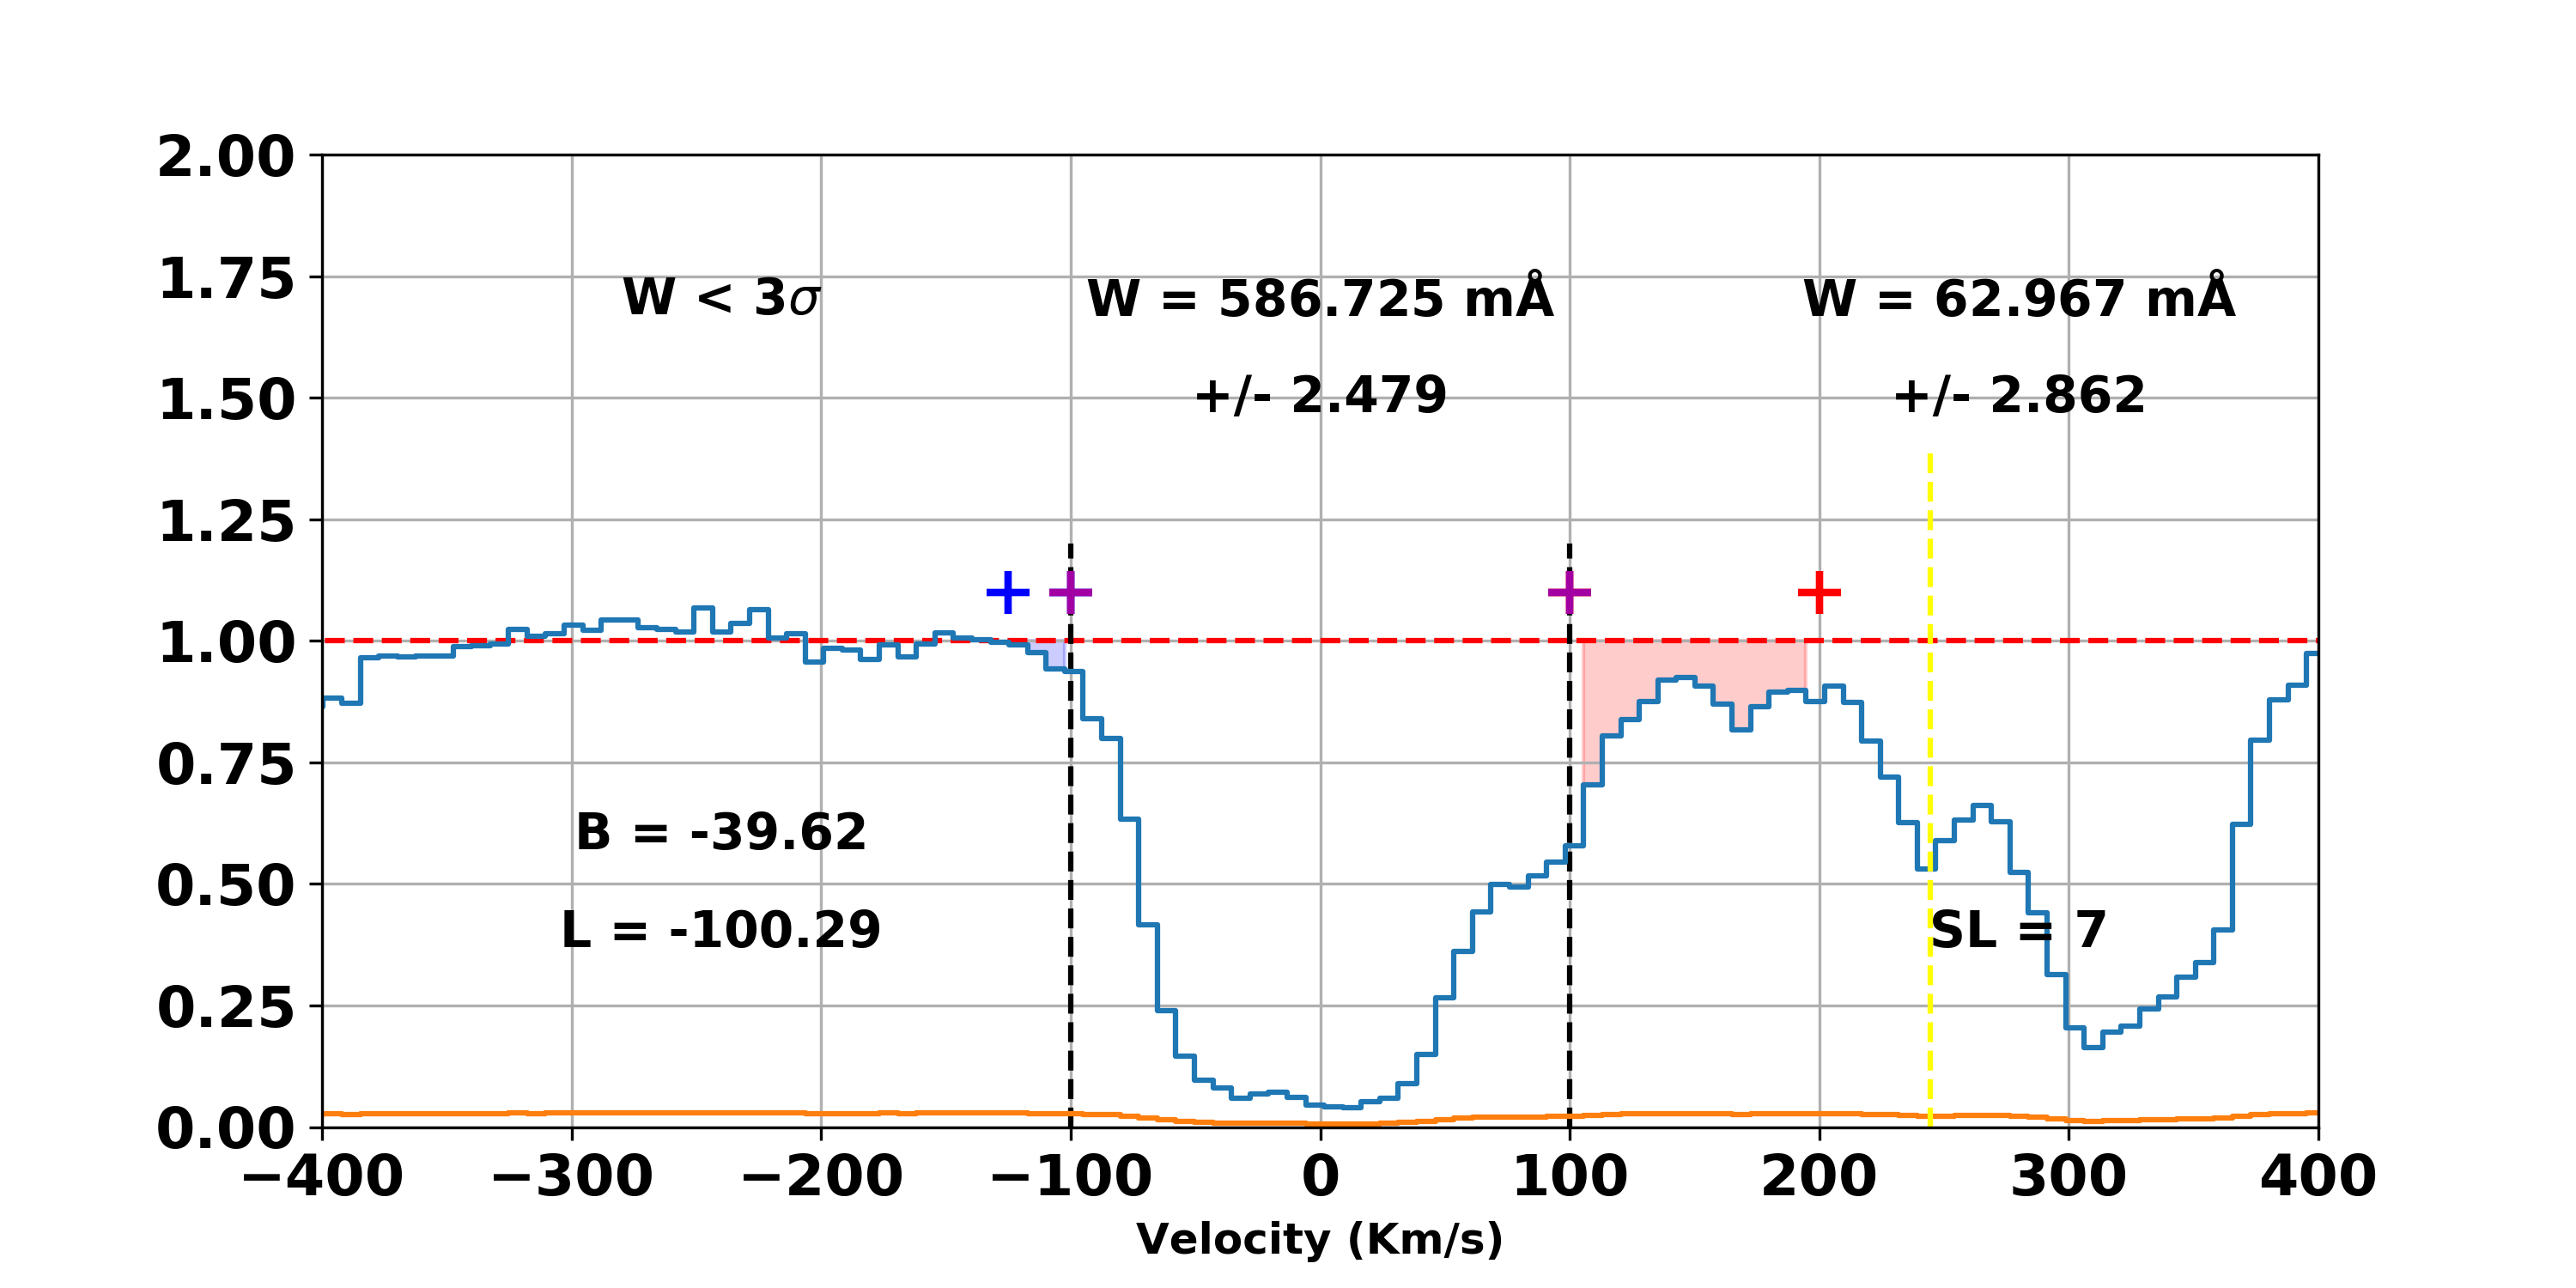 2.00
1.75
W < 3σ
W = 586.725 mÅ
W = 62.967 mÅ
1.50
+/- 2.479
+/- 2.862
1.25
1.00
0.75
B = -39.62
0.50
L = -100.29
SL = 7
0.25
0.00
−400 −300 −200 −100 0 100 200 300 400
Velocity (Km/s)